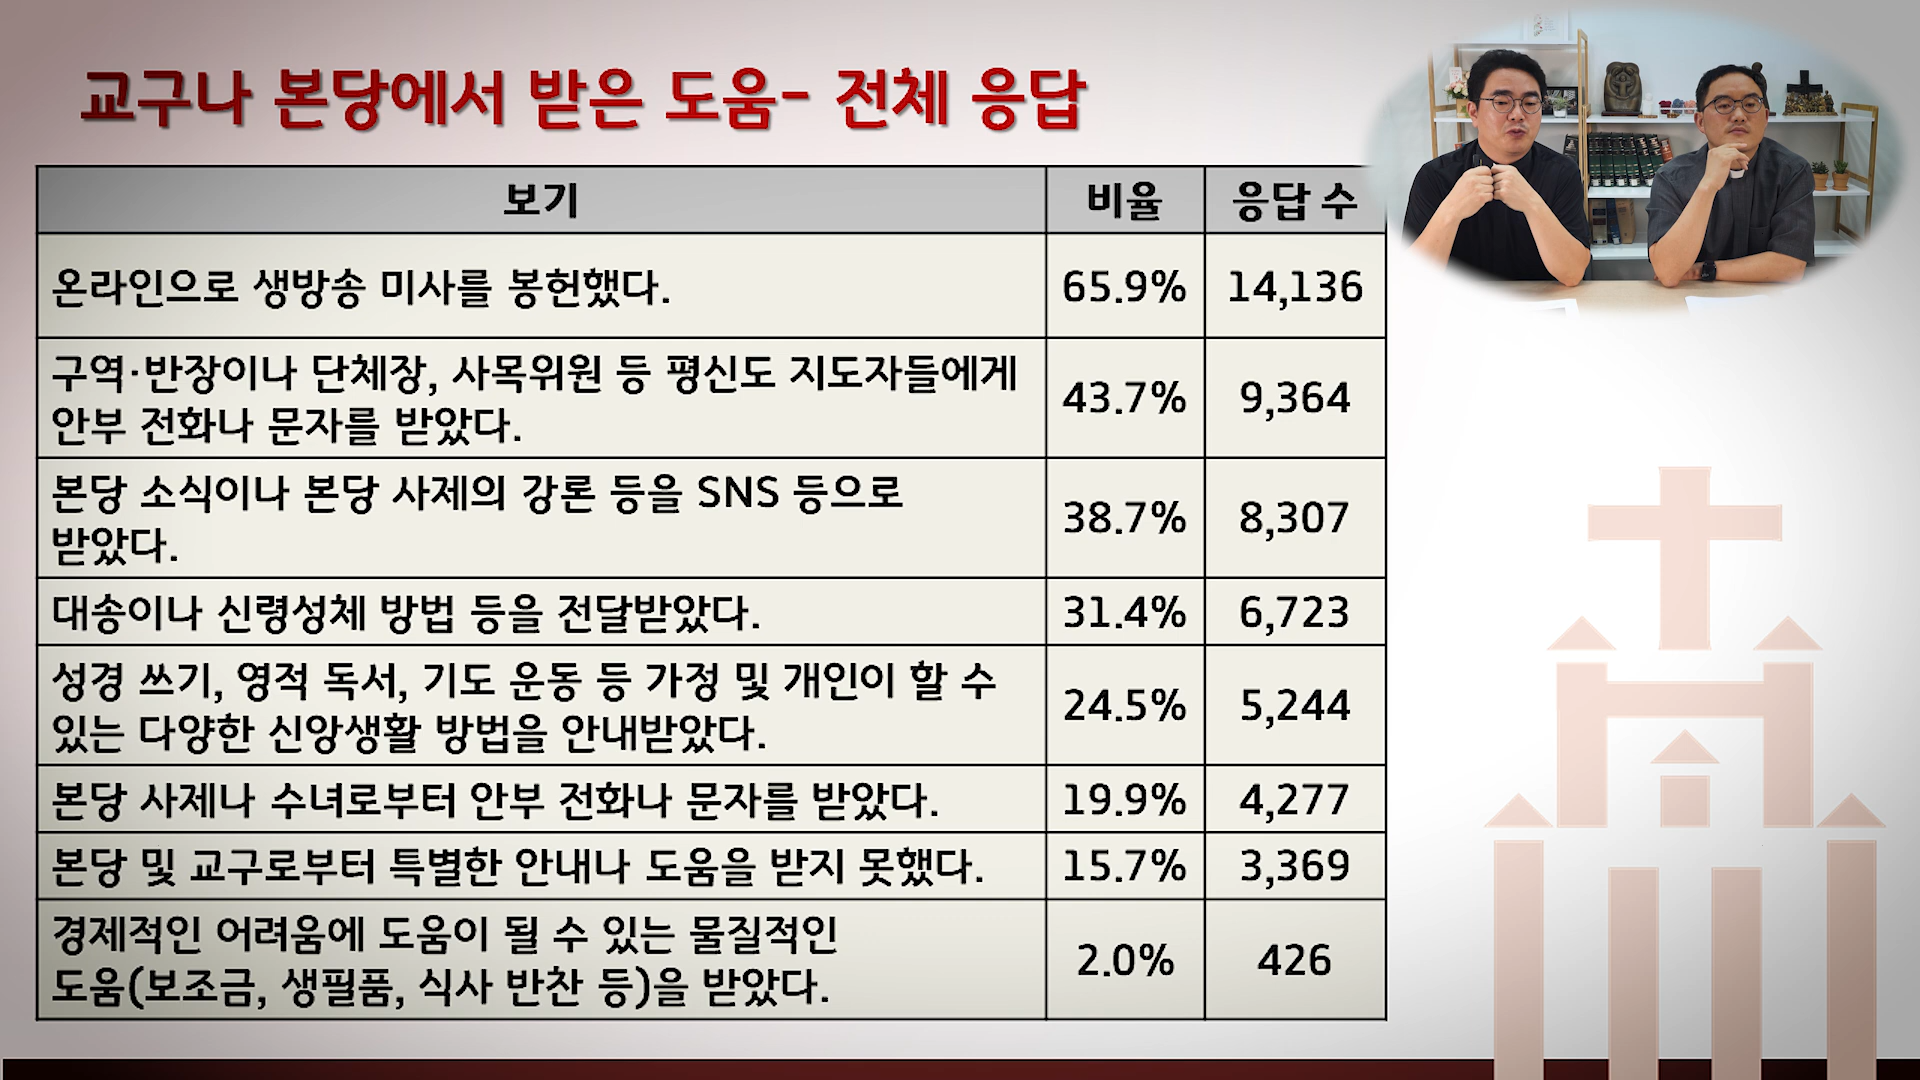 교구나 본당에서 받은 도움- 전체 응답
보기 비율 응답 수
온라인으로 생방송 미사를 봉헌했다. 65.9% 14,136
구역·반장이나 단체장, 사목위원 등 평신도 지도자들에게
안부 전화나 문자를 받았다. 43.7% 9,364
본당 소식이나 본당 사제의 강론 등을 SNS 등으로
받았다. 38.7% 8,307
대송이나 신령성체 방법 등을 전달받았다. 31.4% 6,723
성경 쓰기, 영적 독서, 기도 운동 등 가정 및 개인이 할 수
있는 다양한 신앙생활 방법을 안내받았다. 24.5% 5,244
본당 사제나 수녀로부터 안부 전화나 문자를 받았다. 19.9% 4,277
본당 및 교구로부터 특별한 안내나 도움을 받지 못했다. 15.7% 3,369
경제적인 어려움에 도움이 될 수 있는 물질적인
도움(보조금, 생필품, 식사 반찬 등)을 받았다. 2.0% 426